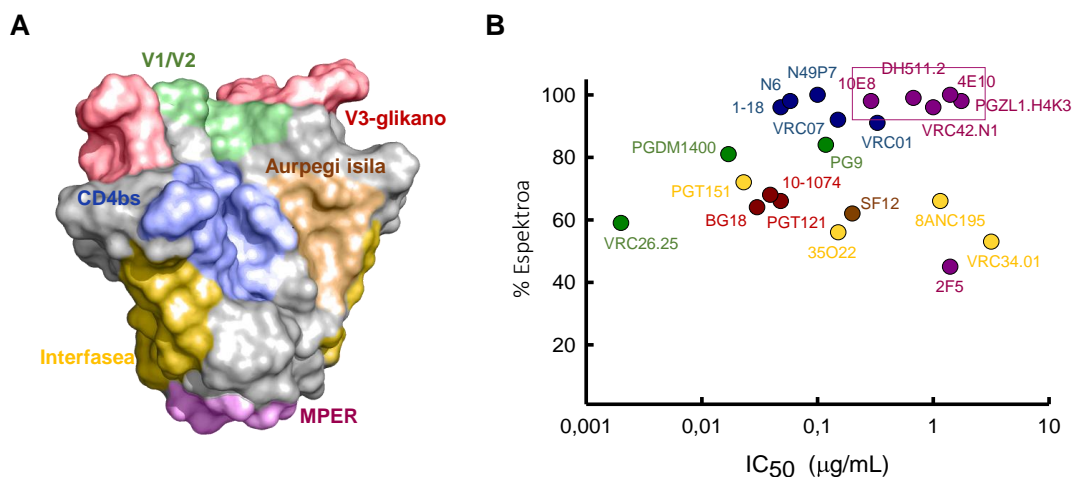 A
V1/V2
V3-glikano
Aurpegi isila
CD4bs
Interfasea
MPER
B
% Espektroa
100
80
60
40
20
0,001
0,01
0,1
1
10
IC50 (μg/mL)
N49P7
DH511.2
N6
10E8
4E10
1-18
PGZL1.H4K3
VRC07
VRC01
VRC42.N1
PGDM1400
PG9
PGT151
10-1074
BG18
PGT121
SF12
8ANC195
VRC26.25
35O22
VRC34.01
2F5